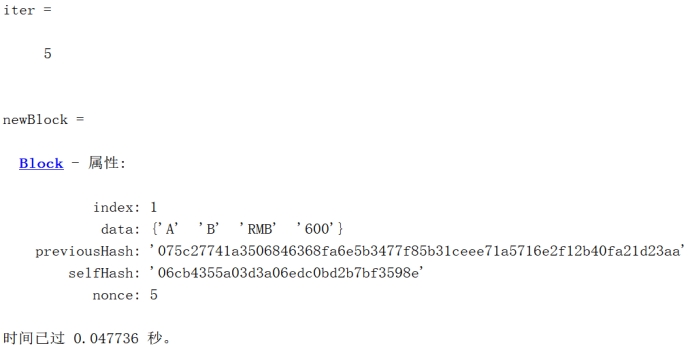 iter =
5
newBlock =
Block - 属性:
index: 1
data: {'A' 'B' 'RMB' '600'}
previousHash: '075c27741a3506846368fa6e5b3477f85b31ceee71a5716e2f12b40fa21d23aa'
selfHash: '06cb4355a03d3a06edc0bd2b7bf3598e'
nonce: 5
时间已过 0.047736 秒。